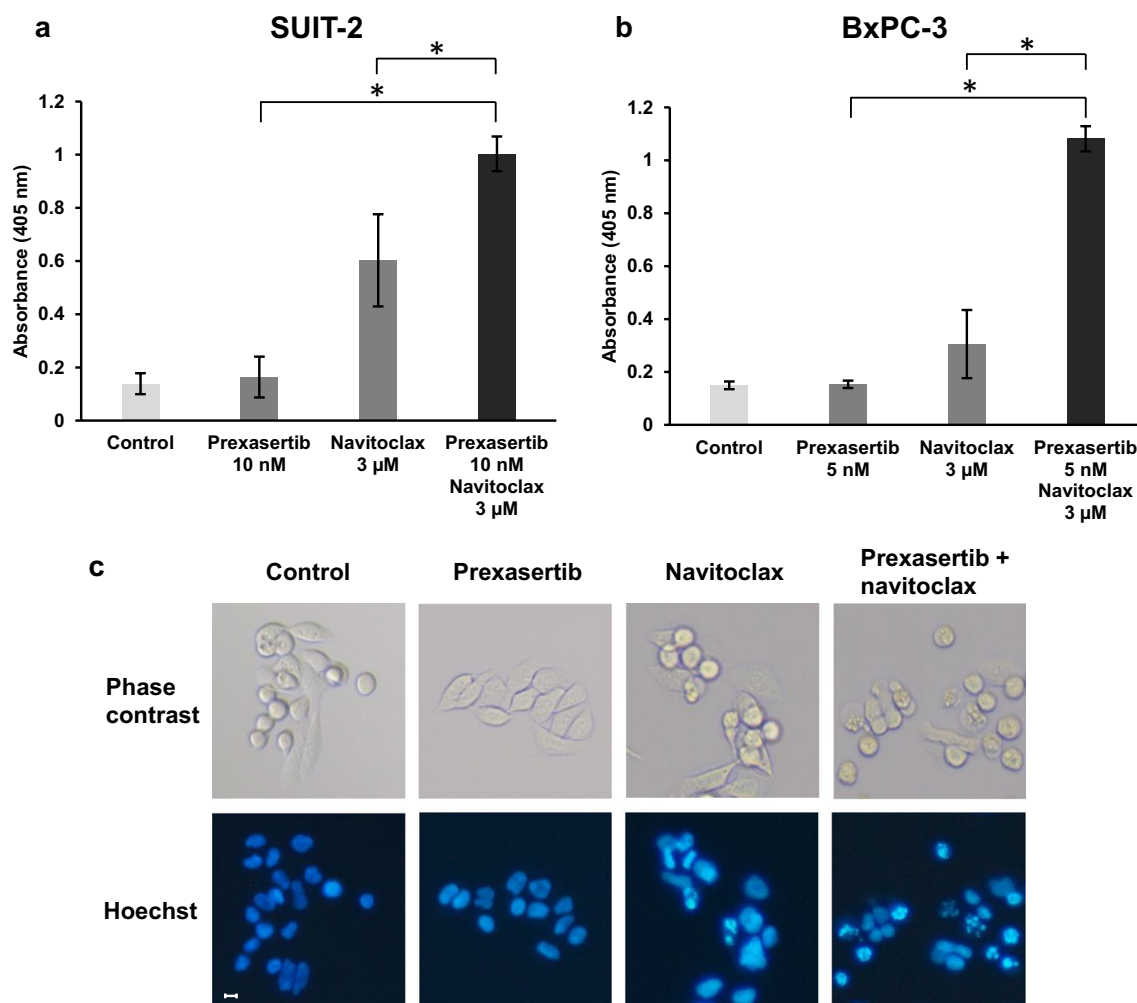 a
SUIT-2
*
*
Absorbance (405 nm)
1.2
1
0.8
0.6
0.4
0.2
0
Control
Prexasertib
10 nM
Navitoclax
3 µM
Prexasertib
10 nM
Navitoclax
3 µM
b
BxPC-3
*
*
Absorbance (405 nm)
1.2
1
0.8
0.6
0.4
0.2
0
Control
Prexasertib
5 nM
Navitoclax
3 µM
Prexasertib
5 nM
Navitoclax
3 µM
c
Control
Prexasertib
Navitoclax
Prexasertib +
navitoclax
Phase
contrast
Hoechst